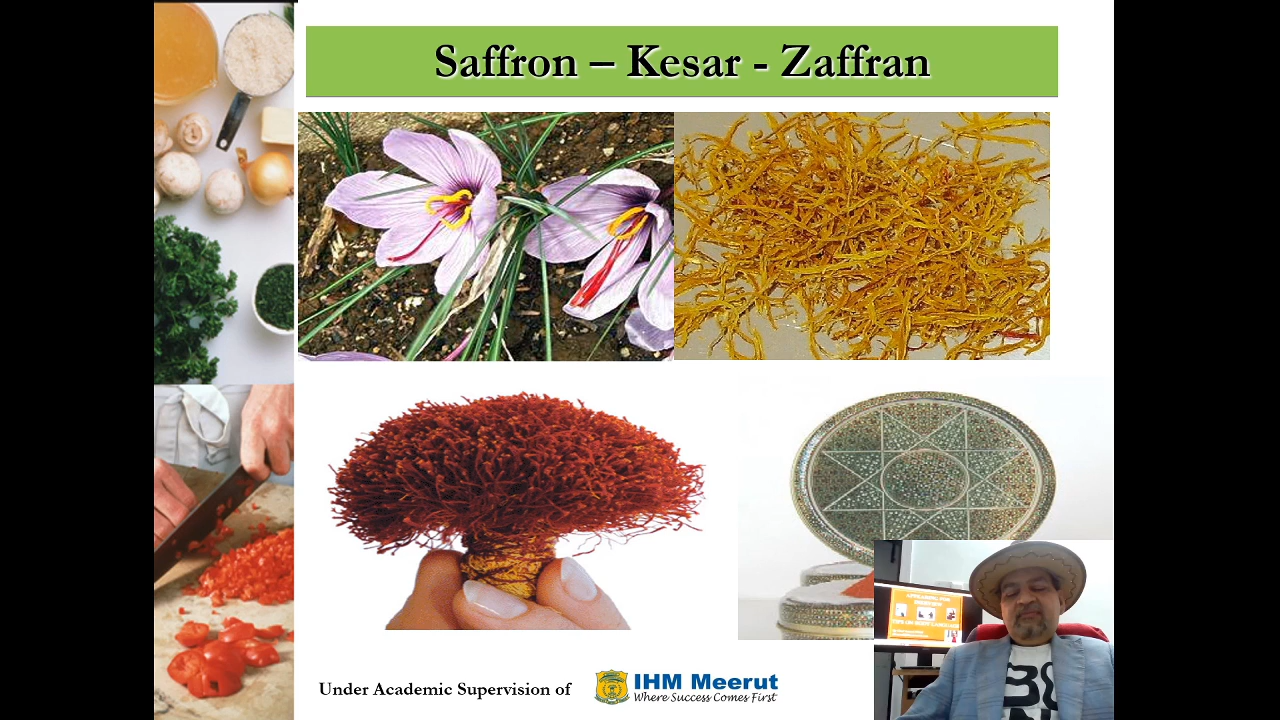 Saffron – Kesar - Zaffran
Under Academic Supervision of
IHM Meerut
Where Success Comes First